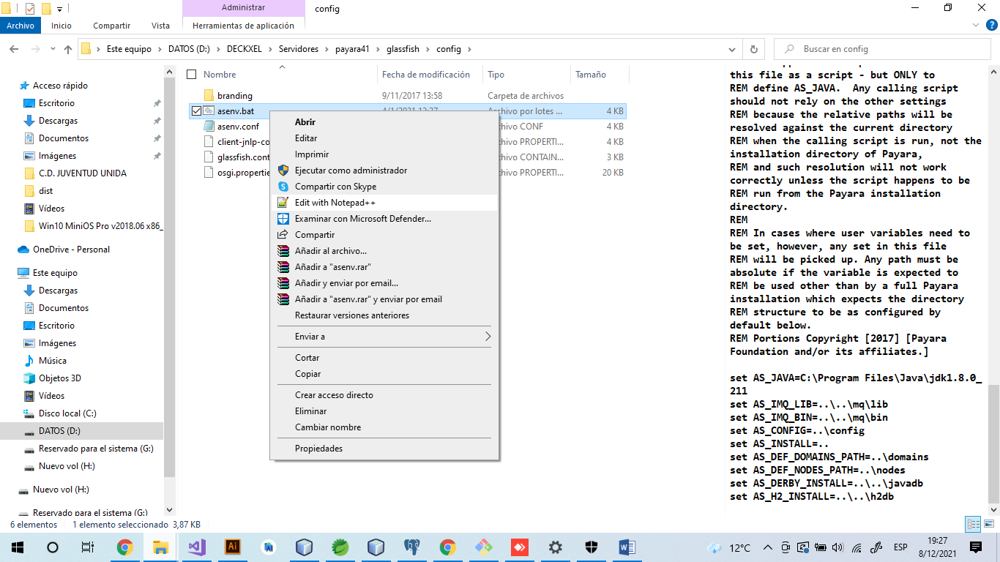 Administrar
config
Archivo
Inicio
Compartir
Vista
Herramientas de aplicación
Este equipo
DATOS (D:)
DECKXEL
Servidores
payara41
glassfish
config
Buscar en config
Acceso rápido
Escritorio
Descargas
Documentos
Imágenes
C.D. JUVENTUD UNIDA
dist
Vídeos
Win10 MiniOS Pro v2018.06 x86_
OneDrive - Personal
Este equipo
Descargas
Documentos
Escritorio
Imágenes
Música
Objetos 3D
Vídeos
Disco local (C:)
DATOS (D:)
Reservado para el sistema (G:)
Nuevo vol (H:)
Nuevo vol (H:)
Reservado para el sistema (G:)
Nombre
Fecha de modificación
Tipo
Tamaño
branding
9/11/2017 13:58
Carpeta de archivos
asenv.bat
4/1/2021 12:27
Archivo por lotes ...
4 KB
asenv.conf
chivo CONF
4 KB
client-jnlp-co
chivo PROPERTI...
4 KB
glassfish.cont
chivo CONTAIN...
3 KB
osgi.propertie
chivo PROPERTI...
20 KB
Abrir
Editar
Imprimir
Ejecutar como administrador
Compartir con Skype
Edit with Notepad++
Examinar con Microsoft Defender...
Compartir
Añadir al archivo...
Añadir a "asenv.rar"
Añadir y enviar por email...
Añadir a "asenv.rar" y enviar por email
Restaurar versiones anteriores
Enviar a
Cortar
Copiar
Crear acceso directo
Eliminar
Cambiar nombre
Propiedades
this file as a script - but ONLY to
REM define AS_JAVA.  Any calling script
should not rely on the other settings
REM because the relative paths will be
resolved against the current directory
REM when the calling script is run, not the
installation directory of Payara,
REM and such resolution will not work
correctly unless the script happens to be
REM run from the Payara installation
directory.
REM
REM In cases where user variables need to
be set, however, any set in this file
REM will be picked up. Any path must be
absolute if the variable is expected to
REM be used other than by a full Payara
installation which expects the directory
REM structure to be as configured by
default below.
REM Portions Copyright [2017] [Payara
Foundation and/or its affiliates.]
set AS_JAVA=C:\Program Files\Java\jdk1.8.0_
211
set AS_IMQ_LIB=..\..\mq\lib
set AS_IMQ_BIN=..\..\mq\bin
set AS_CONFIG=..\config
set AS_INSTALL=..
set AS_DEF_DOMAINS_PATH=..\domains
set AS_DEF_NODES_PATH=..\nodes
set AS_DERBY_INSTALL=..\..\javadb
set AS_H2_INSTALL=..\..\h2db
6 elementos
1 elemento seleccionado
3,87 KB
12°C
ESP
19:27
8/12/2021